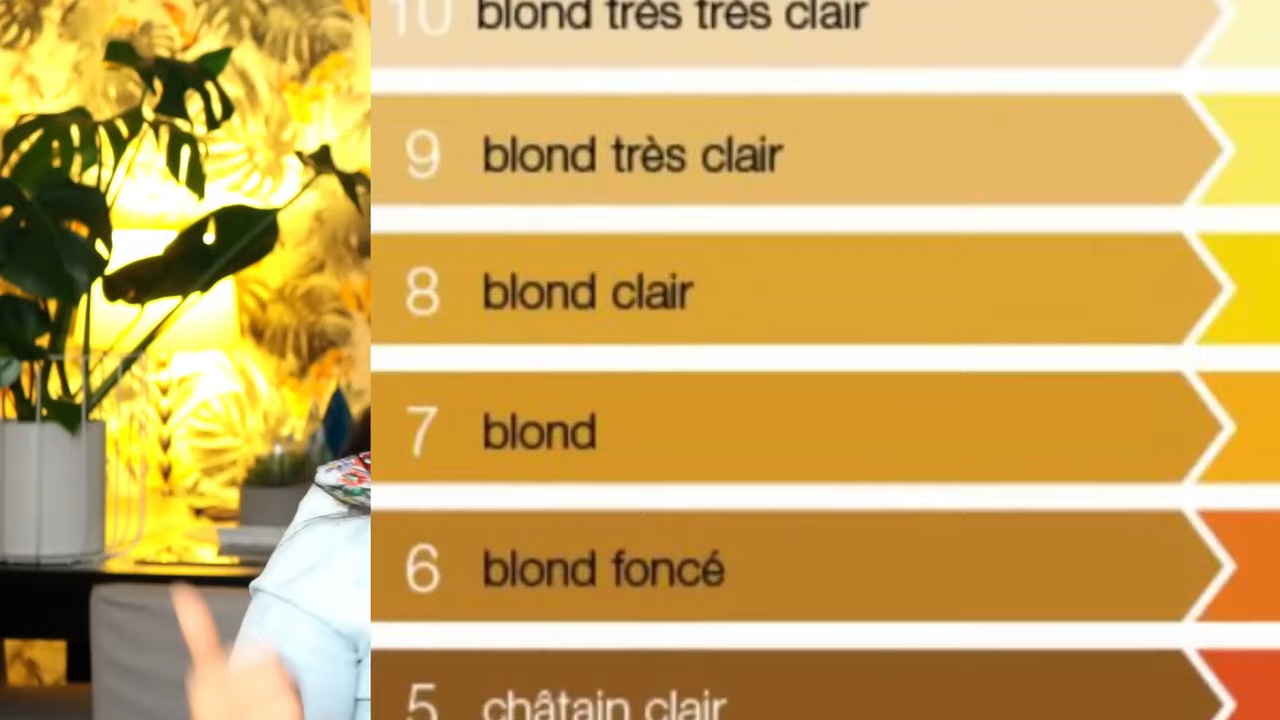 10 blond très très clair
9 blond très clair
8 blond clair
7 blond
6 blond foncé
5 châtain clair